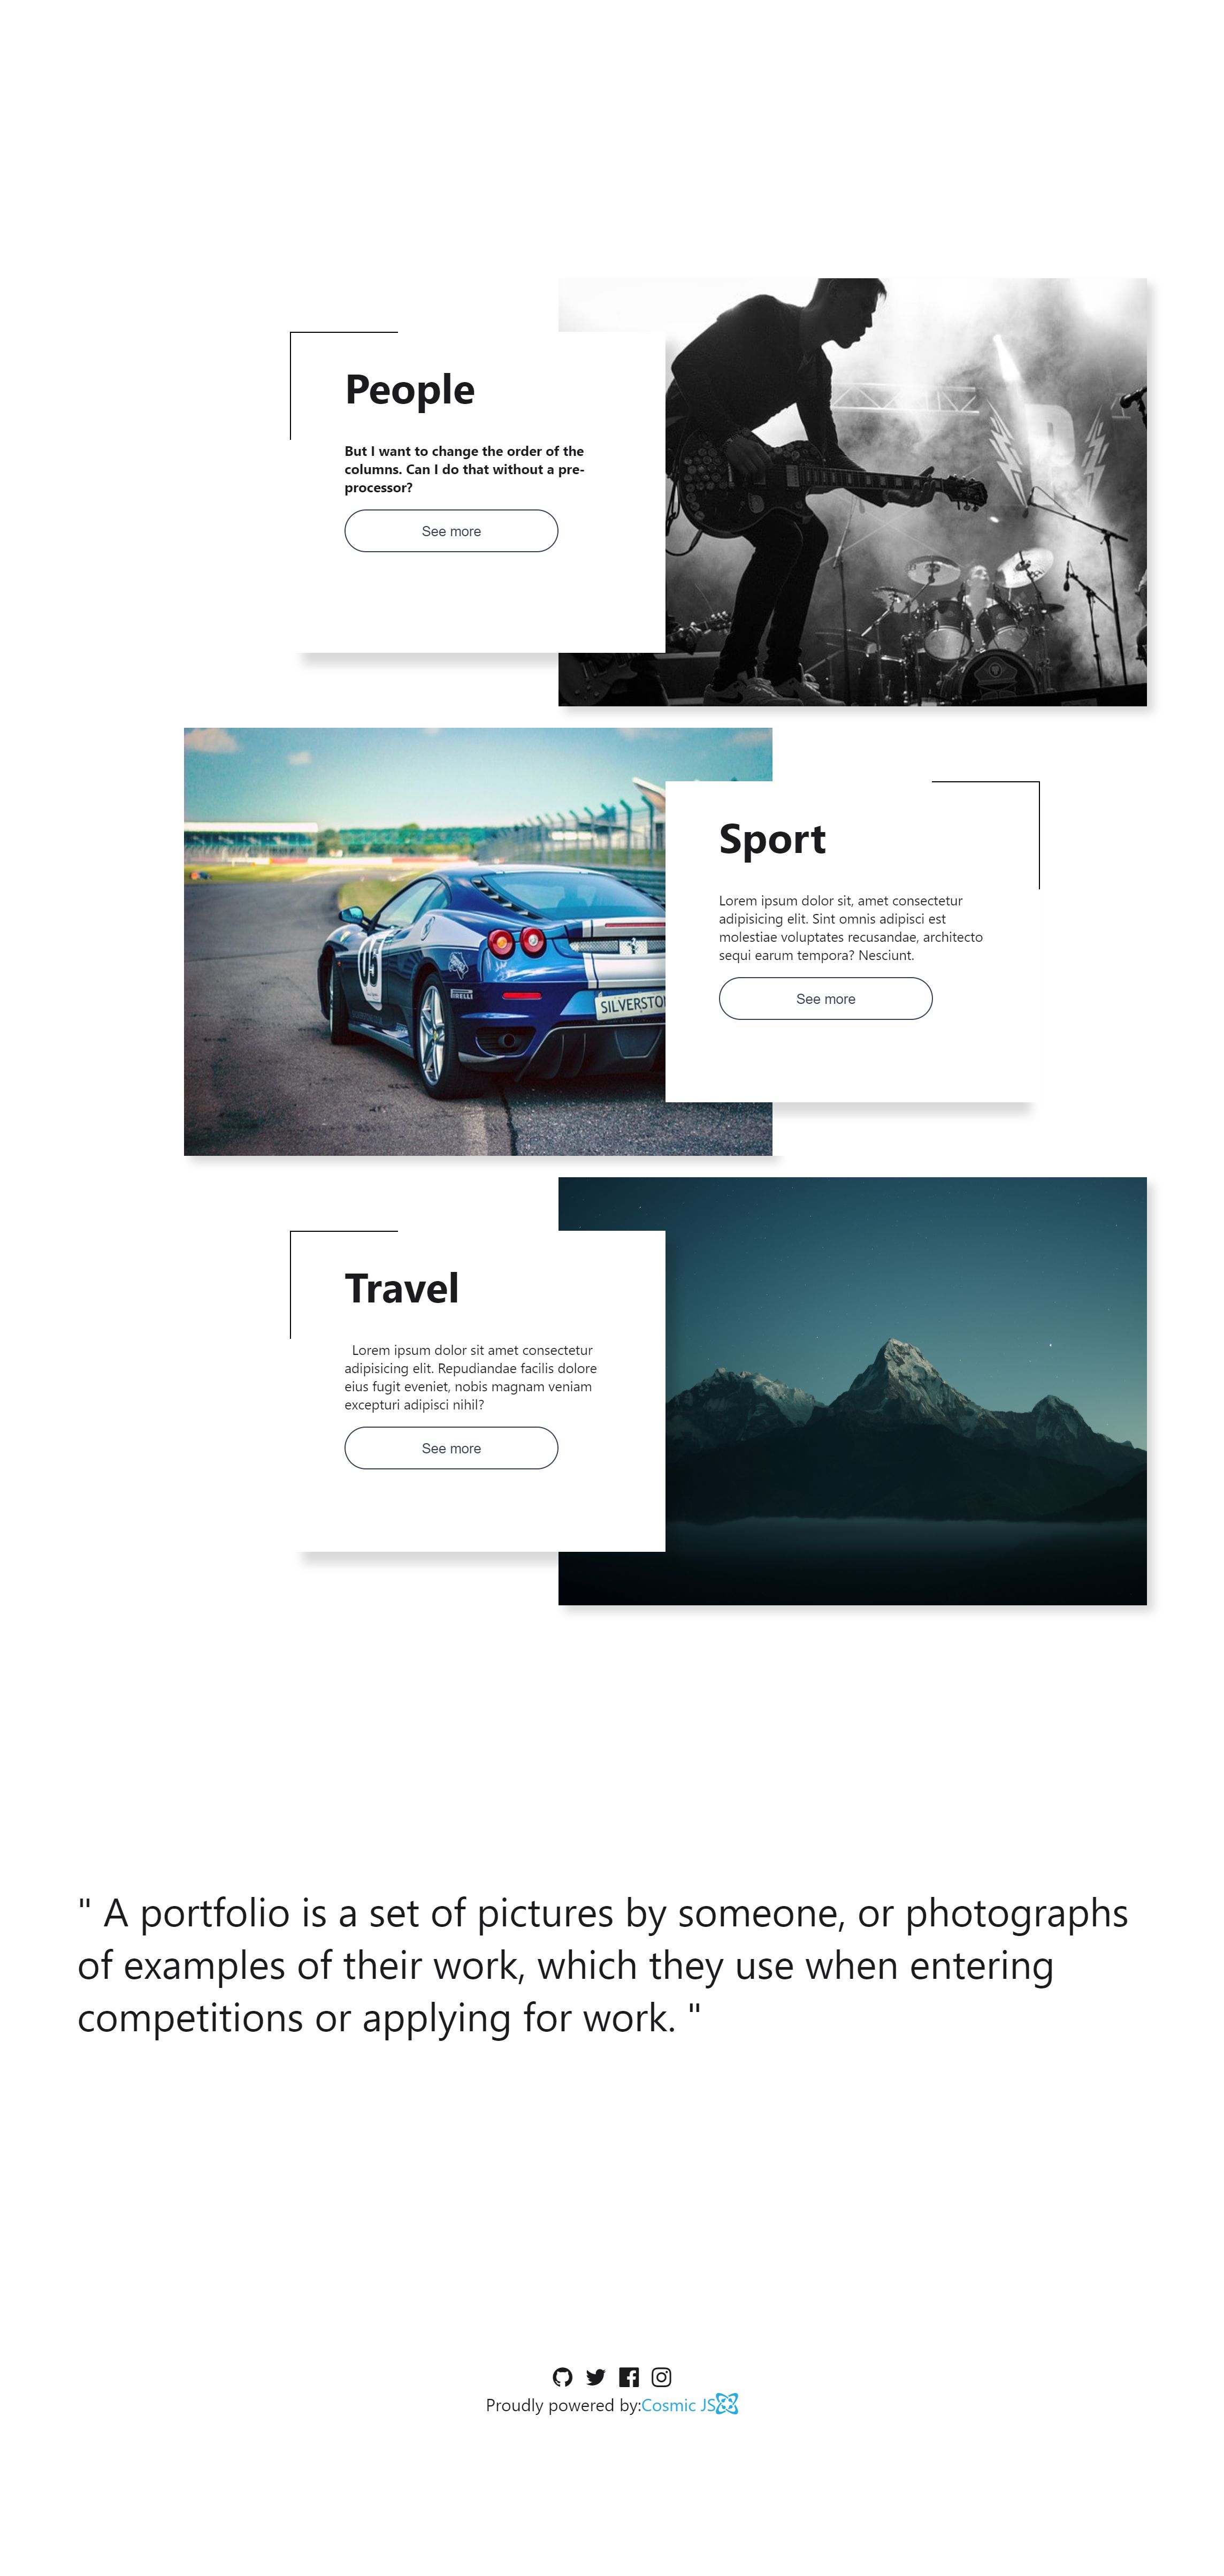 People
But I want to change the order of the
columns. Can I do that without a pre-
processor?
See more
03
PIRELLI
Sport
Lorem ipsum dolor sit, amet consectetur
adipisicing elit. Sint omnis adipisci est
molestiae voluptates recusandae, architecto
sequi earum tempora? Nesciunt.
See more
Travel
Lorem ipsum dolor sit amet consectetur
adipisicing elit. Repudiandae facilis dolore
eius fugit eveniet, nobis magnam veniam
excepturi adipisci nihil?
See more
" A portfolio is a set of pictures by someone, or photographs
of examples of their work, which they use when entering
competitions or applying for work. "
Proudly powered by:Cosmic JS